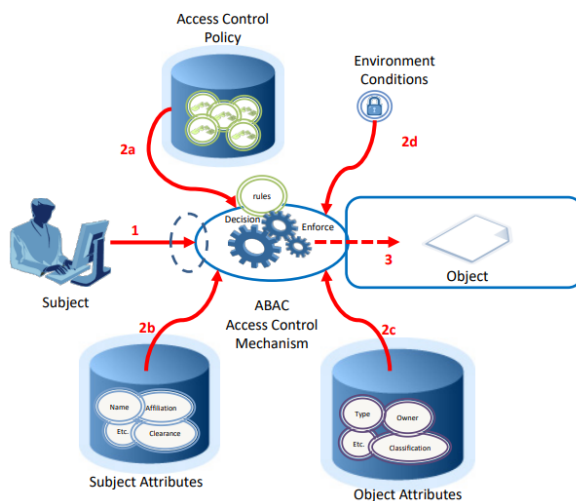 Access Control
Policy
Environment
Conditions
2a
2d
rules
Decision
Enforce
1
3
Subject
Object
ABAC
Access Control
Mechanism
2b
2c
Name
Affiliation
Etc.
Clearance
Type
Owner
Etc.
Classification
Subject Attributes
Object Attributes